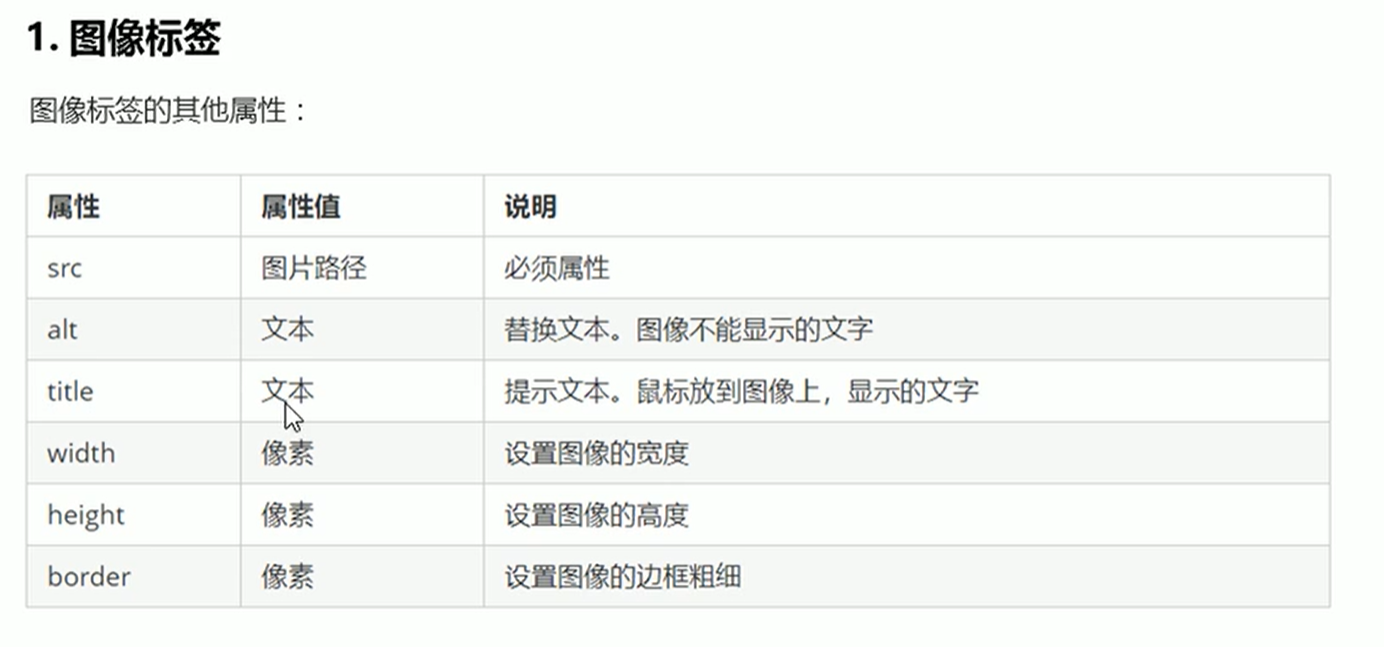 1. 图像标签
图像标签的其他属性：
属性 属性值 说明
src 图片路径 必须属性
alt 文本 替换文本。图像不能显示的文字
title 文本 提示文本。鼠标放到图像上，显示的文字
width 像素 设置图像的宽度
height 像素 设置图像的高度
border 像素 设置图像的边框粗细